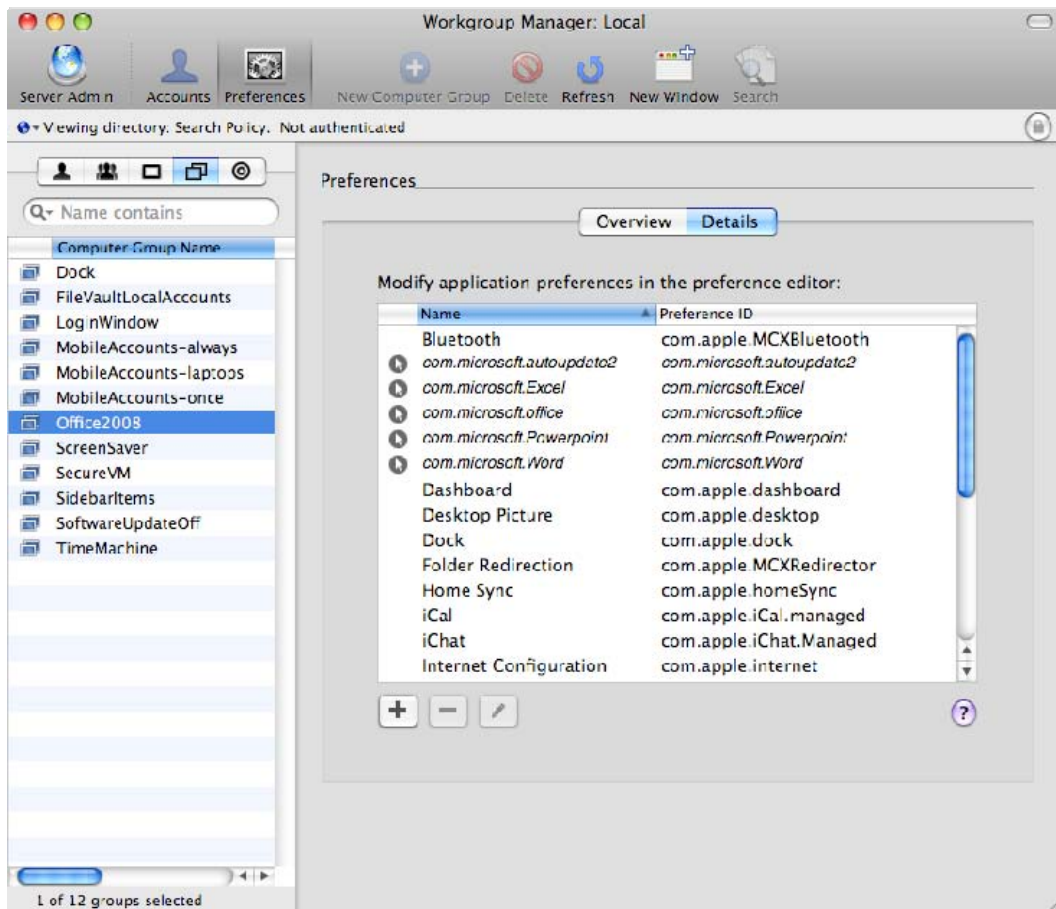 Workgroup Manager: Local
Server Admin Accounts Preferences New Computer Group Delete Refresh New Window Search
Viewing directory: Search Policy. Not authenticated
Preferences
Name contains
Overview Details
Computer Group Name
Dock
FileVaultLocalAccounts
LoginWindow
MobileAccounts-always
MobileAccounts-laptops
MobileAccounts-once
Office2008
ScreenSaver
SecureVM
SidebarItems
SoftwareUpdateOff
TimeMachine
1 of 12 groups selected
Modify application preferences in the preference editor:
Name Preference ID
Bluetooth com.apple.MCXBluetooth
com.microsoft.autoupdate2 com.microsoft.autoupdate2
com.microsoft.Excel com.microsoft.Excel
com.microsoft.office com.microsoft.office
com.microsoft.Powerpoint com.microsoft.Powerpoint
com.microsoft.Word com.microsoft.Word
Dashboard com.apple.dashboard
Desktop Picture com.apple.desktop
Dock com.apple.dock
Folder Redirection com.apple.MCXRedirector
Home Sync com.apple.homeSync
iCal com.apple.iCal.managed
iChat com.apple.iChat.Managed
Internet Configuration com.apple.internet
?